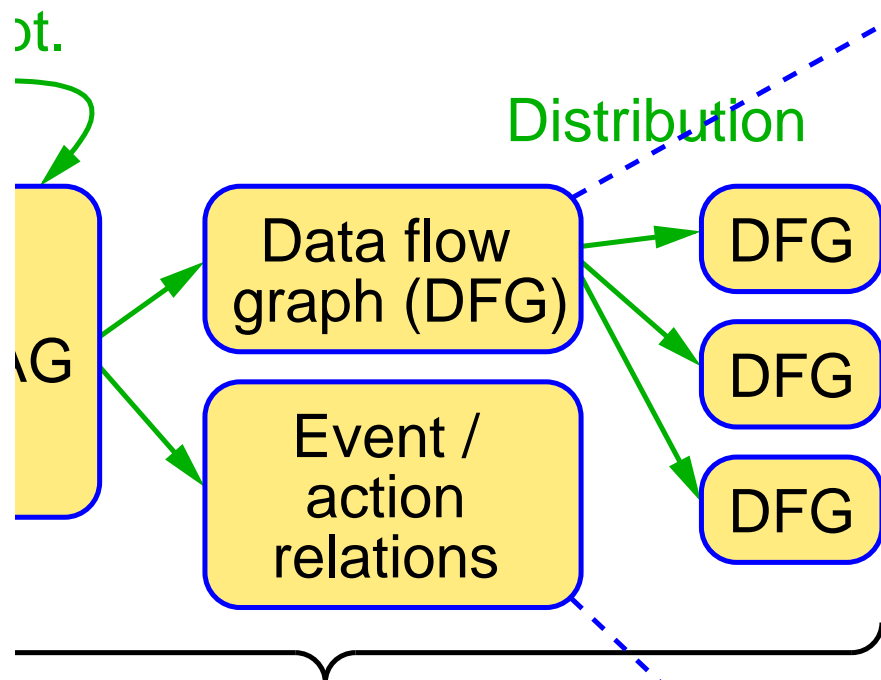 Distribution
Data flow
graph (DFG)
Event /
action
relations
DFG
DFG
DFG